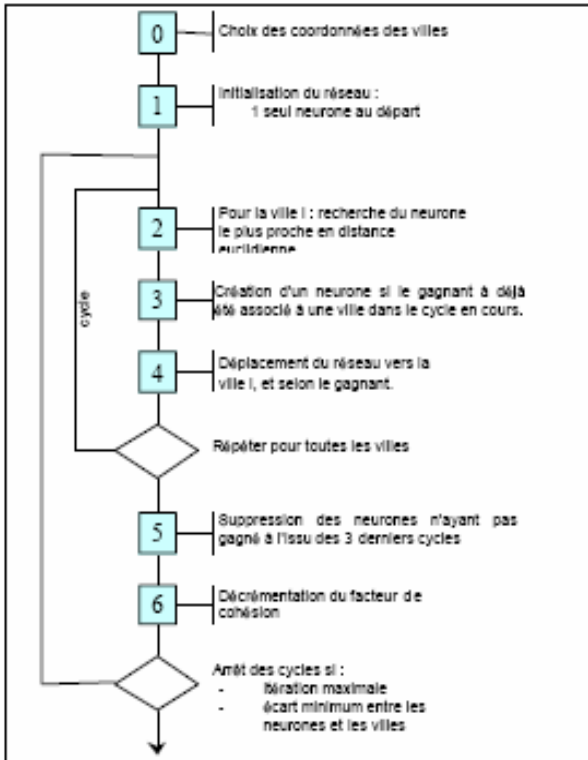 0
Choix des coordonnées des villes
1
Initialisation du réseau :
1 seul neurone au départ
2
Pour la ville I : recherche du neurone
le plus proche en distance
euclidienne
cycle
3
Création d'un neurone si le gagnant à déjà
été associé à une ville dans le cycle en cours.
4
Déplacement du réseau vers la
ville I, et selon le gagnant.
Répéter pour toutes les villes
5
Suppression des neurones n'ayant pas
gagné à l'issu des 3 derniers cycles
6
Décrémentation du facteur de
cohésion
Arrêt des cycles si :
- Itération maximale
- écart minimum entre les
neurones et les villes